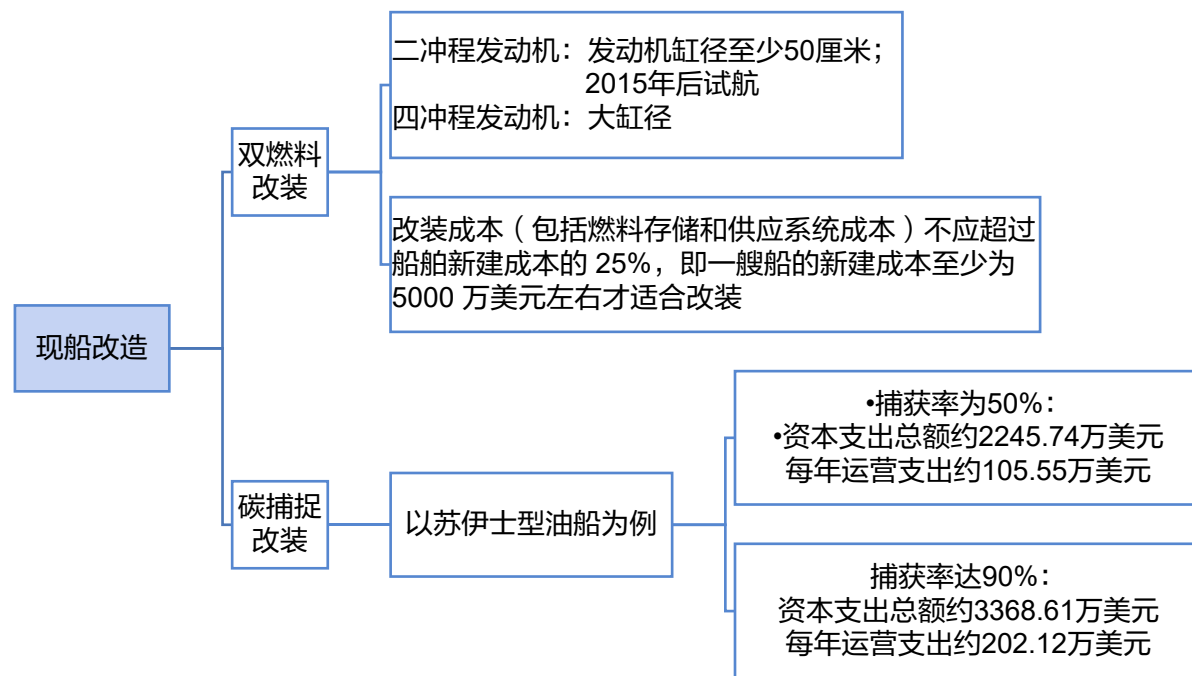 二冲程发动机：发动机缸径至少50厘米；
2015年后试航
四冲程发动机：大缸径
双燃料
改装
改装成本（包括燃料存储和供应系统成本）不应超过
船舶新建成本的 25%，即一艘船的新建成本至少为
5000 万美元左右才适合改装
现船改造
•捕获率为50%：
•资本支出总额约2245.74万美元
每年运营支出约105.55万美元
碳捕捉
改装
以苏伊士型油船为例
捕获率达90%：
资本支出总额约3368.61万美元
每年运营支出约202.12万美元